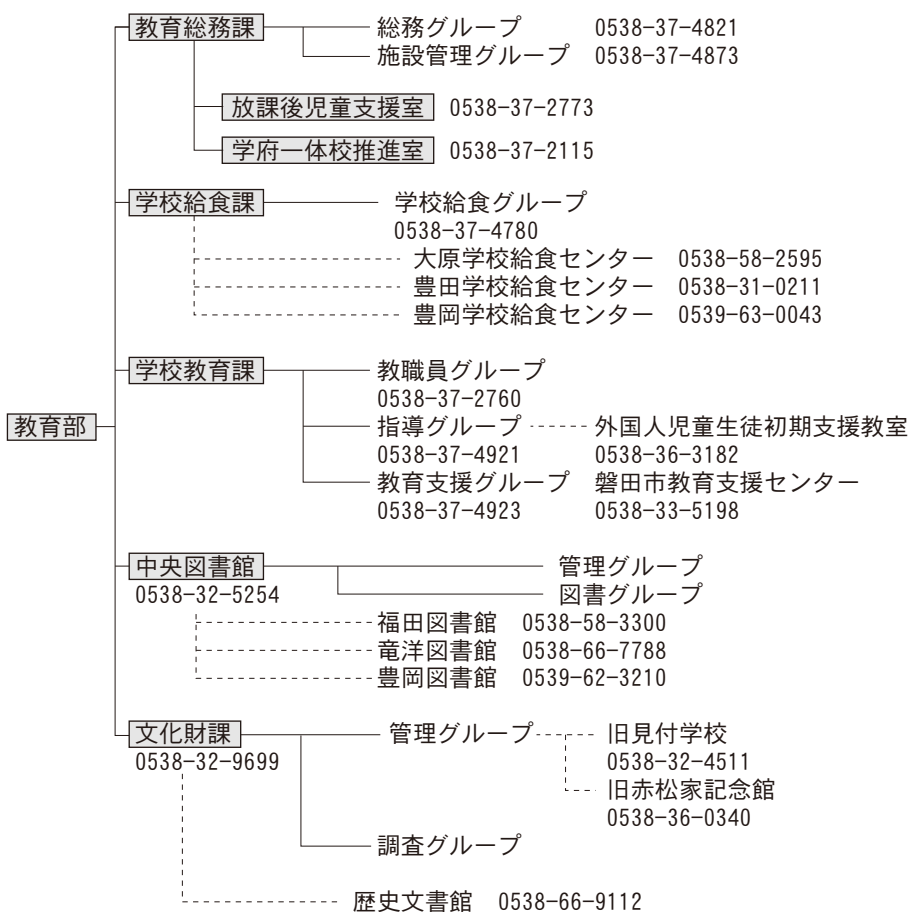 教育総務課 総務グループ 0538-37-4821
施設管理グループ 0538-37-4873
放課後児童支援室 0538-37-2773
学府一体校推進室 0538-37-2115
学校給食課 学校給食グループ
0538-37-4780
大原学校給食センター 0538-58-2595
豊田学校給食センター 0538-31-0211
豊岡学校給食センター 0539-63-0043
学校教育課 教職員グループ
0538-37-2760
教育部 指導グループ 外国人児童生徒初期支援教室
0538-37-4921 0538-36-3182
教育支援グループ 磐田市教育支援センター
0538-37-4923 0538-33-5198
中央図書館 管理グループ
0538-32-5254 図書グループ
福田図書館 0538-58-3300
竜洋図書館 0538-66-7788
豊岡図書館 0539-62-3210
文化財課 管理グループ 旧見付学校
0538-32-9699 0538-32-4511
旧赤松家記念館
0538-36-0340
調査グループ
歴史文書館 0538-66-9112